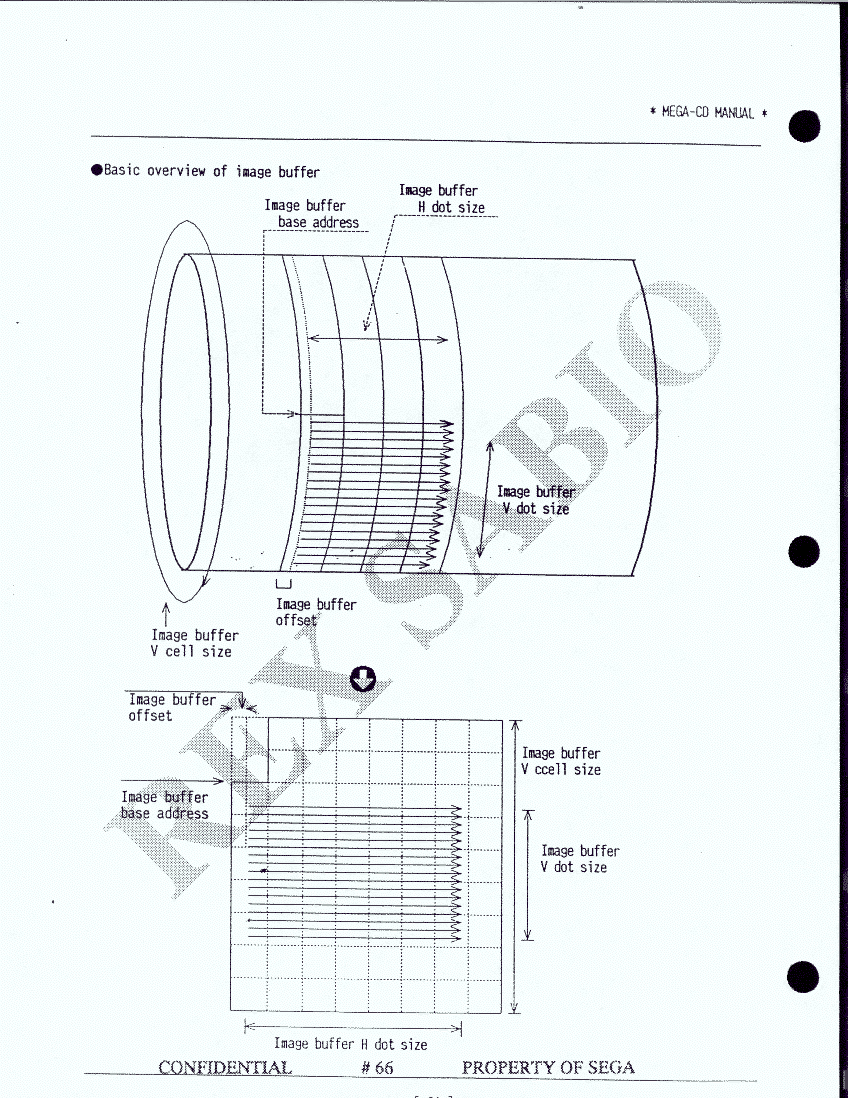 * MEGA-CD MANUAL *
●Basic overview of image buffer
Image buffer
H dot size
Image buffer
base address
Image buffer
V dot size
Image buffer
offset
Image buffer
V cell size
Image buffer
offset
Image buffer
V ccell size
Image buffer
base address
Image buffer
V dot size
Image buffer H dot size
CONFIDENTIAL # 66 PROPERTY OF SEGA
REX SABIO